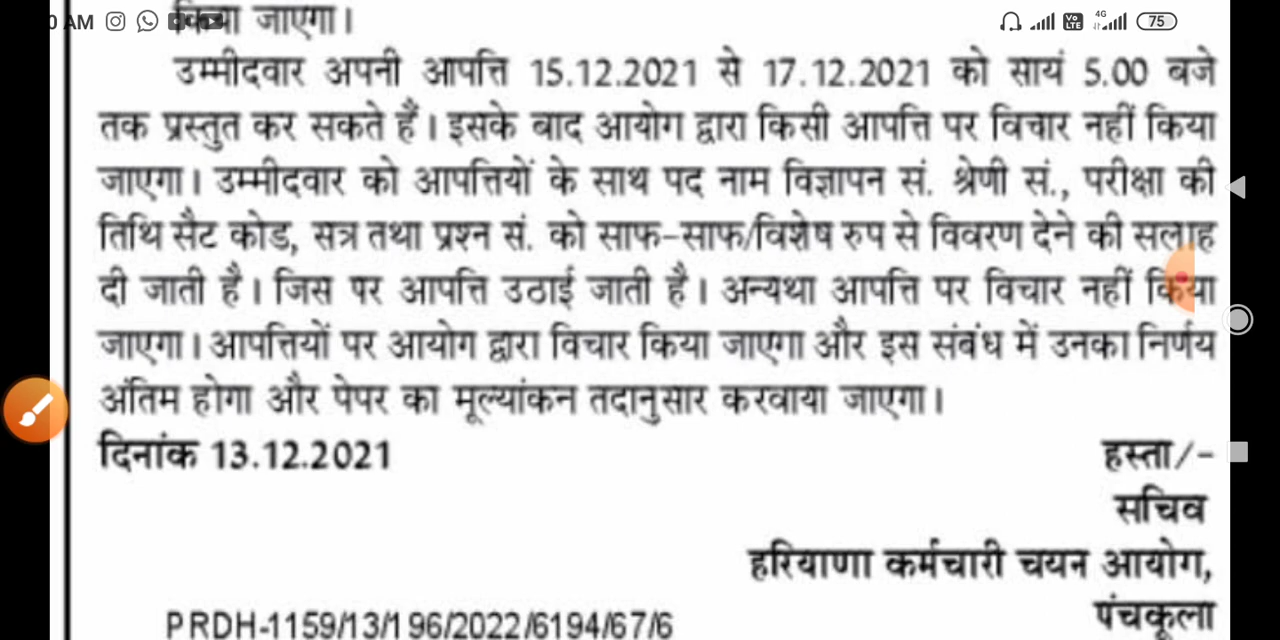 0 AM
75
किया जाएगा।
उम्मीदवार अपनी आपत्ति 15.12.2021 से 17.12.2021 को सायं 5.00 बजे
तक प्रस्तुत कर सकते हैं। इसके बाद आयोग द्वारा किसी आपत्ति पर विचार नहीं किया
जाएगा। उम्मीदवार को आपत्तियों के साथ पद नाम विज्ञापन सं. श्रेणी सं., परीक्षा की
तिथि सैट कोड, सत्र तथा प्रश्न सं. को साफ-साफ/विशेष रुप से विवरण देने की सलाह
दी जाती है। जिस पर आपत्ति उठाई जाती है। अन्यथा आपत्ति पर विचार नहीं किया
जाएगा। आपत्तियों पर आयोग द्वारा विचार किया जाएगा और इस संबंध में उनका निर्णय
अंतिम होगा और पेपर का मूल्यांकन तदानुसार करवाया जाएगा।
दिनांक 13.12.2021
हस्ता/-
सचिव
हरियाणा कर्मचारी चयन आयोग,
पंचकूला
PRDH-1159/13/196/2022/6194/67/6